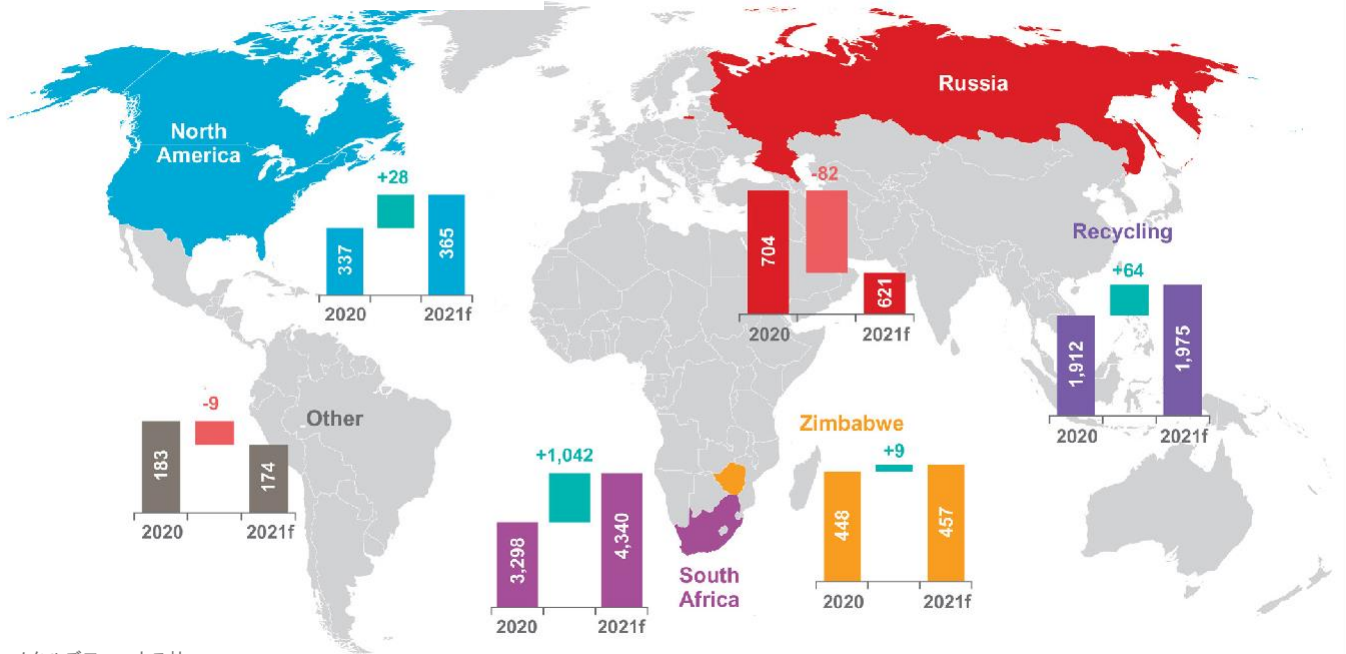 North
America
+28
337
365
2020
2021f
Russia
-82
704
621
2020
2021f
Recycling
+64
1,912
1,975
2020
2021f
Other
-9
183
174
2020
2021f
+1,042
3,298
4,340
2020
2021f
South
Africa
Zimbabwe
+9
448
457
2020
2021f